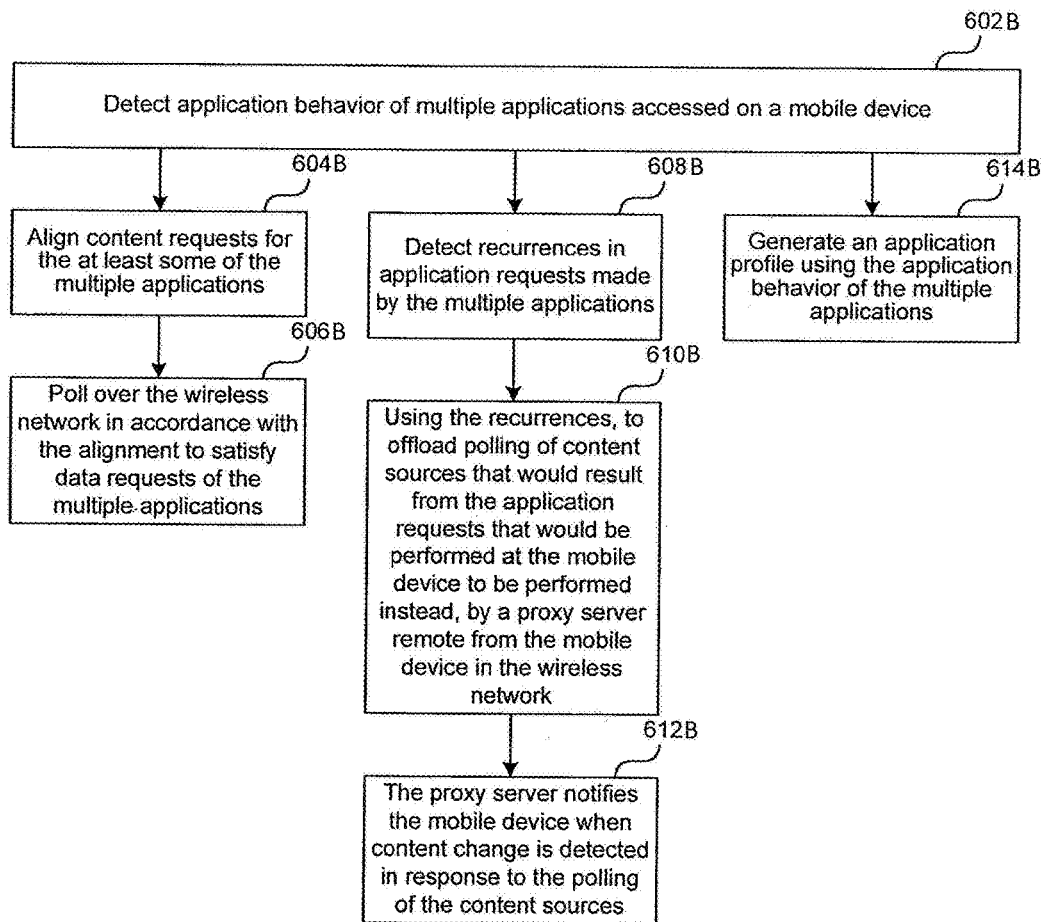 602B
Detect application behavior of multiple applications accessed on a mobile device
604B
Align content requests for
the at least some of the
multiple applications
606B
Poll over the wireless
network in accordance with
the alignment to satisfy
data requests of the
multiple applications
608B
Detect recurrences in
application requests made
by the multiple applications
610B
Using the recurrences, to
offload polling of content
sources that would result
from the application
requests that would be
performed at the mobile
device to be performed
instead, by a proxy server
remote from the mobile
device in the wireless
network
612B
The proxy server notifies
the mobile device when
content change is detected
in response to the polling
of the content sources
614B
Generate an application
profile using the application
behavior of the multiple
applications